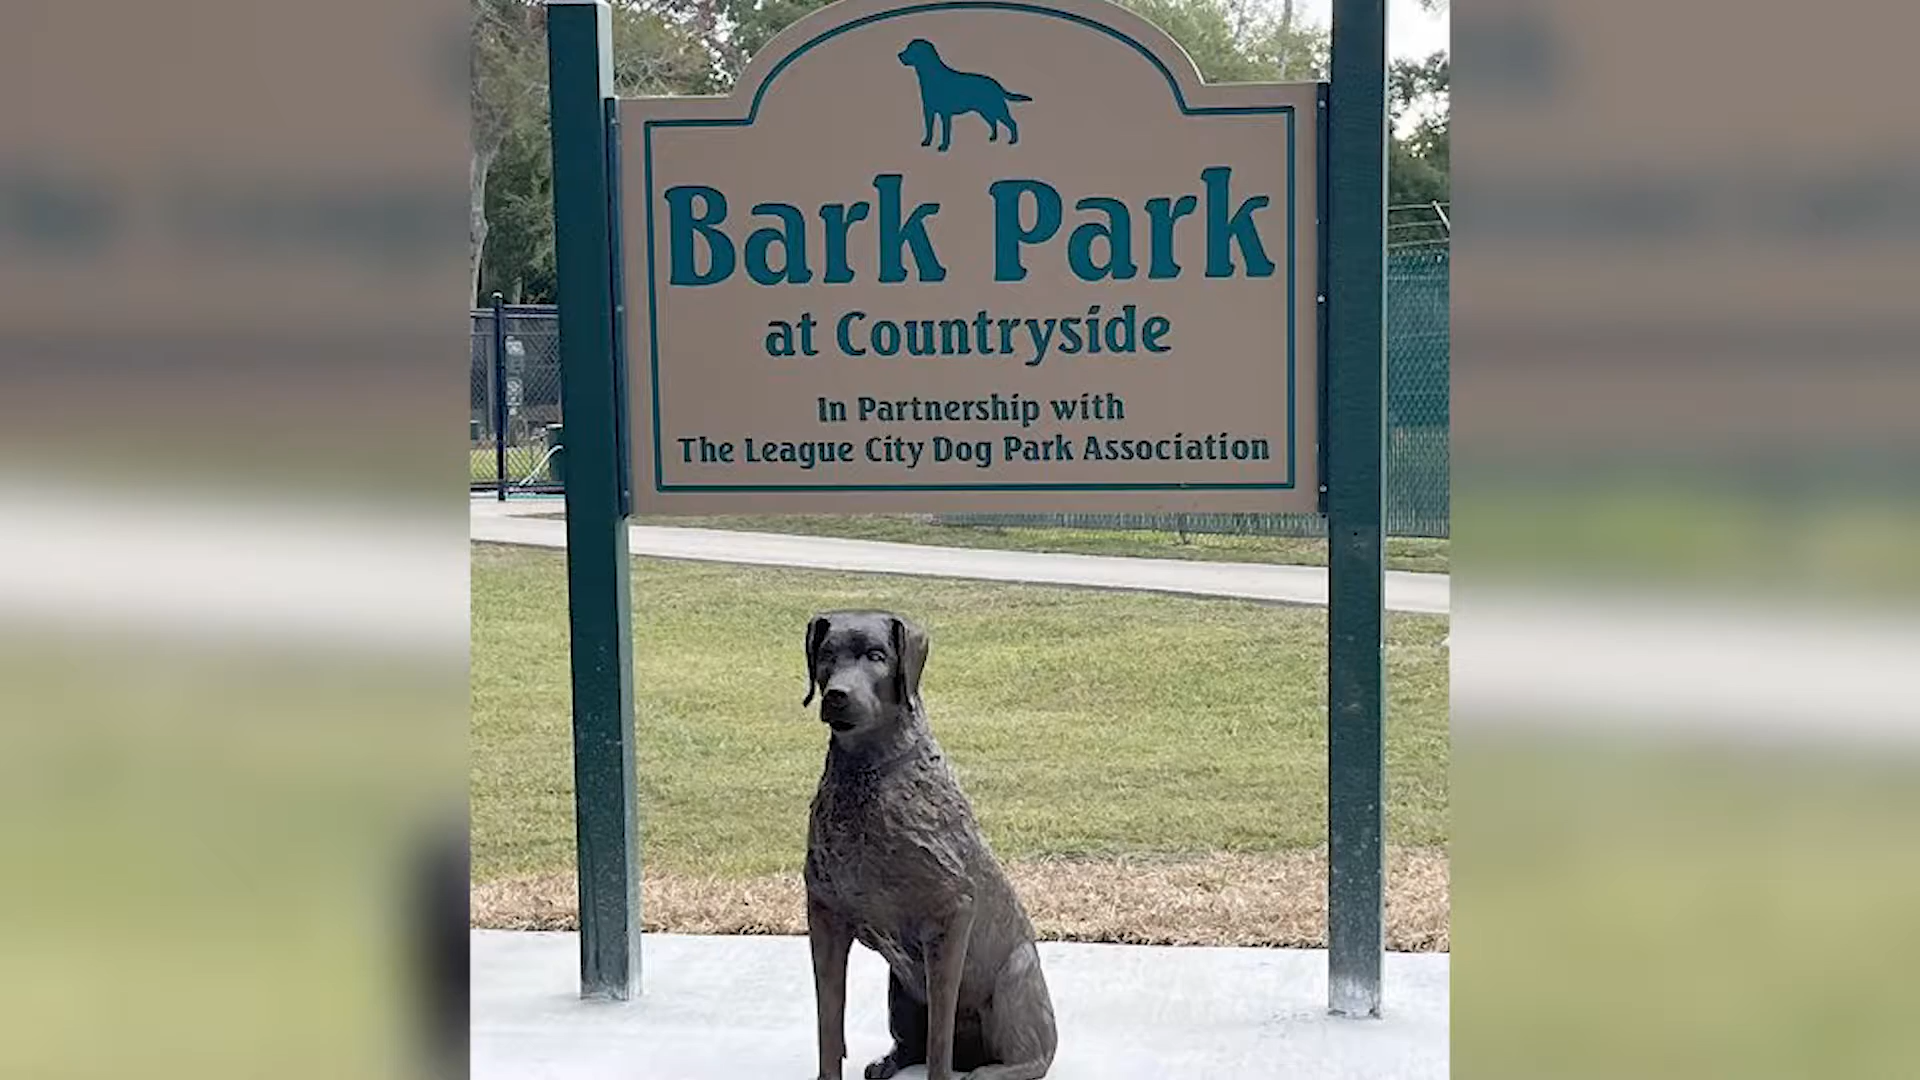 Bark Park
at Countryside
In Partnership with
The League City Dog Park Association